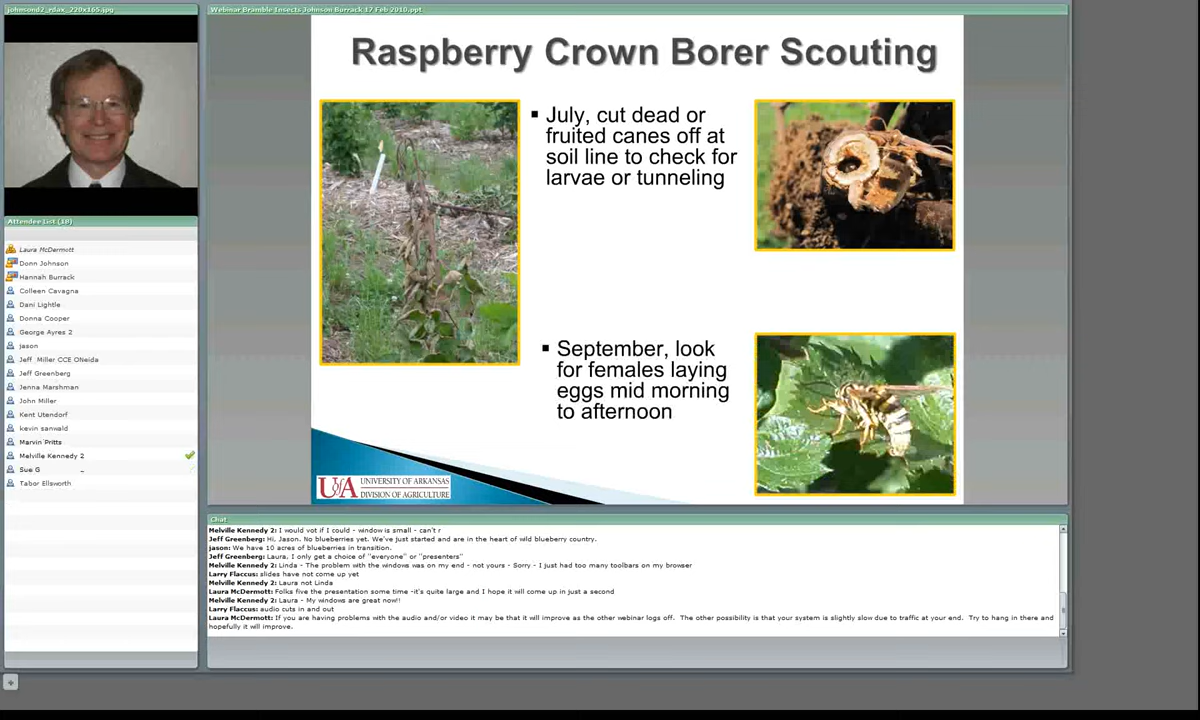 johnsond2_rdax_220x165.jpg
Webinar Bramble Insects Johnson Burrack 17 Feb 2010.ppt
Raspberry Crown Borer Scouting
▪ July, cut dead or
fruited canes off at
soil line to check for
larvae or tunneling
▪ September, look
for females laying
eggs mid morning
to afternoon
UofA UNIVERSITY OF ARKANSAS
DIVISION OF AGRICULTURE
Attendee List (18)
Laura McDermott
Donn Johnson
Hannah Burrack
Colleen Cavagna
Dani Lightle
Donna Cooper
George Ayres 2
jason
Jeff Miller CCE ONeida
Jeff Greenberg
Jenna Marshman
John Miller
Kent Utendorf
kevin sanwald
Marvin Pritts
Melville Kennedy 2
Sue G
Tabor Ellsworth
Chat
Melville Kennedy 2: I would vot if I could - window is small - can't r
Jeff Greenberg: Hi, Jason. No blueberries yet. We've just started and are in the heart of wild blueberry country.
jason: We have 10 acres of blueberries in transition.
Jeff Greenberg: Laura, I only get a choice of "everyone" or "presenters"
Melville Kennedy 2: Linda - The problem with the windows was on my end - not yours - Sorry - I just had too many toolbars on my browser
Larry Flaccus: slides have not come up yet
Melville Kennedy 2: Laura not Linda
Laura McDermott: Folks five the presentation some time -it's quite large and I hope it will come up in just a second
Melville Kennedy 2: Laura - My windows are great now!!
Larry Flaccus: audio cuts in and out
Laura McDermott: If you are having problems with the audio and/or video it may be that it will improve as the other webinar logs off. The other possibility is that your system is slightly slow due to traffic at your end. Try to hang in there and
hopefully it will improve.